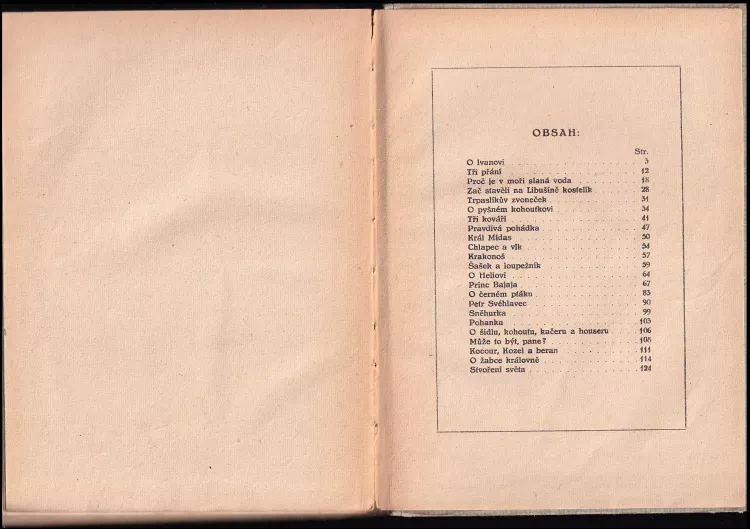 OBSAH:
Str.
O Ivanovi 3
Tři přání 12
Proč je v moři slaná voda 18
Zač stavěli na Libušíně kostelík 28
Trpaslíkův zvoneček 31
O pyšném kohoutkovi 34
Tři kováři 41
Pravdivá pohádka 47
Král Midas 50
Chlapec a vlk 54
Krakonoš 57
Šašek a loupežník 59
O Heliovi 64
Princ Bajaja 67
O černém ptáku 83
Petr Svéhlavec 90
Sněhurka 99
Pohanka 103
O šidlu, kohoutu, kačeru a houseru 106
Může to být, pane? 108
Kocour, Kozel a beran 111
O žabce královně 114
Stvoření světa 124